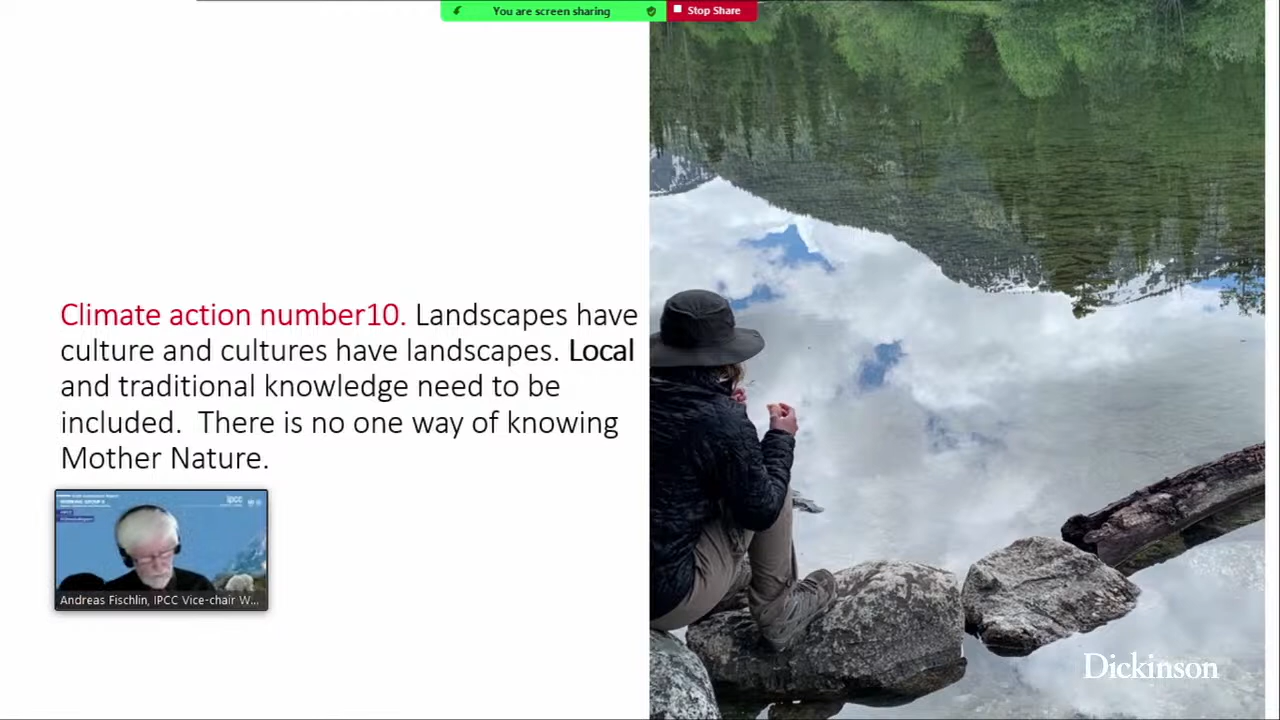 You are screen sharing
Stop Share
Climate action number10. Landscapes have
culture and cultures have landscapes. Local
and traditional knowledge need to be
included.  There is no one way of knowing
Mother Nature.
ipcc
Andreas Fischlin, IPCC Vice-chair W...
Dickinson